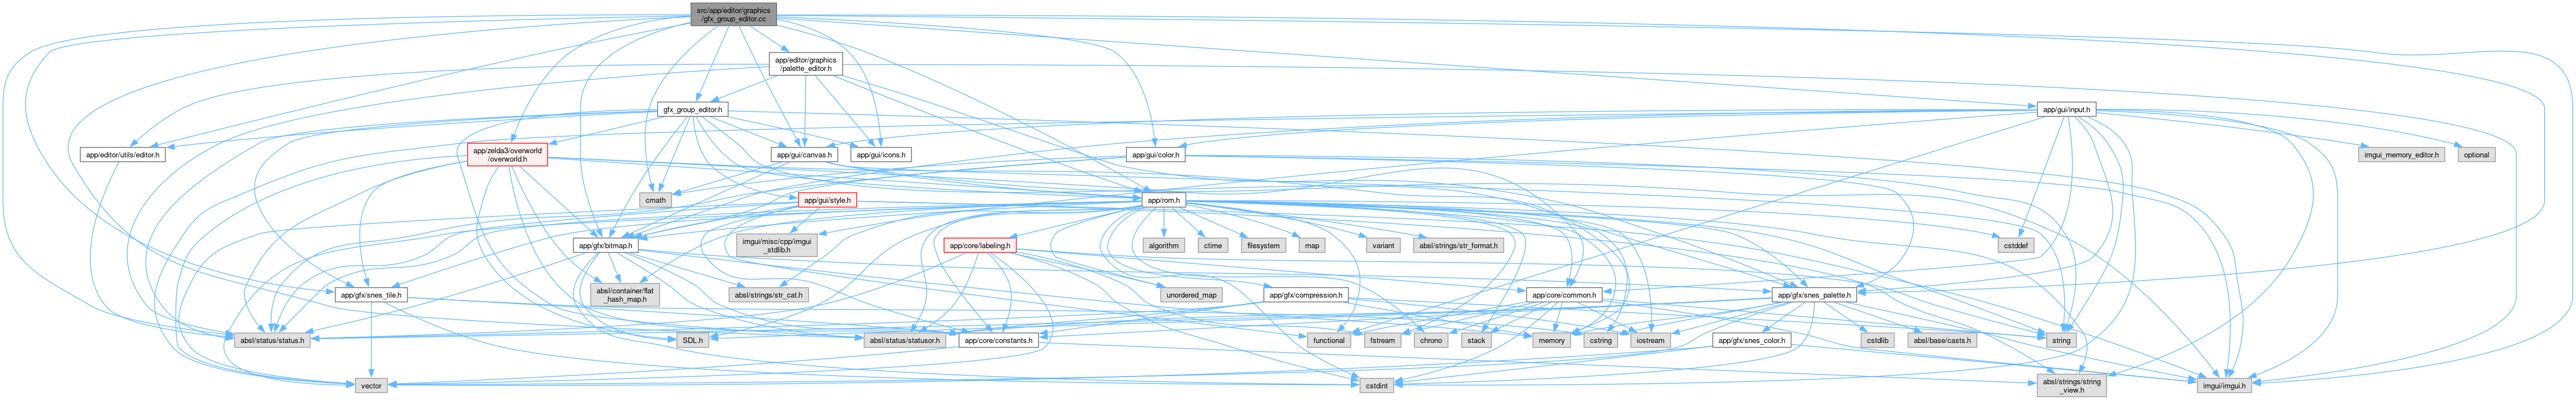 src/app/editor/graphics
/gfx_group_editor.cc
app/editor/graphics
/palette_editor.h
gfx_group_editor.h
app/gui/input.h
app/editor/utils/editor.h
app/zelda3/overworld
/overworld.h
app/gui/canvas.h
app/gui/icons.h
app/gui/color.h
imgui_memory_editor.h
optional
cmath
app/gui/style.h
app/rom.h
app/gfx/bitmap.h
imgui/misc/cpp/imgui
_stdlib.h
app/core/labeling.h
algorithm
ctime
filesystem
map
variant
absl/strings/str_format.h
cstddef
app/gfx/snes_tile.h
absl/container/flat
_hash_map.h
absl/strings/str_cat.h
unordered_map
app/gfx/compression.h
app/core/common.h
app/gfx/snes_palette.h
absl/status/status.h
SDL.h
absl/status/statusor.h
app/core/constants.h
functional
fstream
chrono
stack
memory
cstring
iostream
app/gfx/snes_color.h
cstdlib
absl/base/casts.h
string
vector
cstdint
absl/strings/string
_view.h
imgui/imgui.h